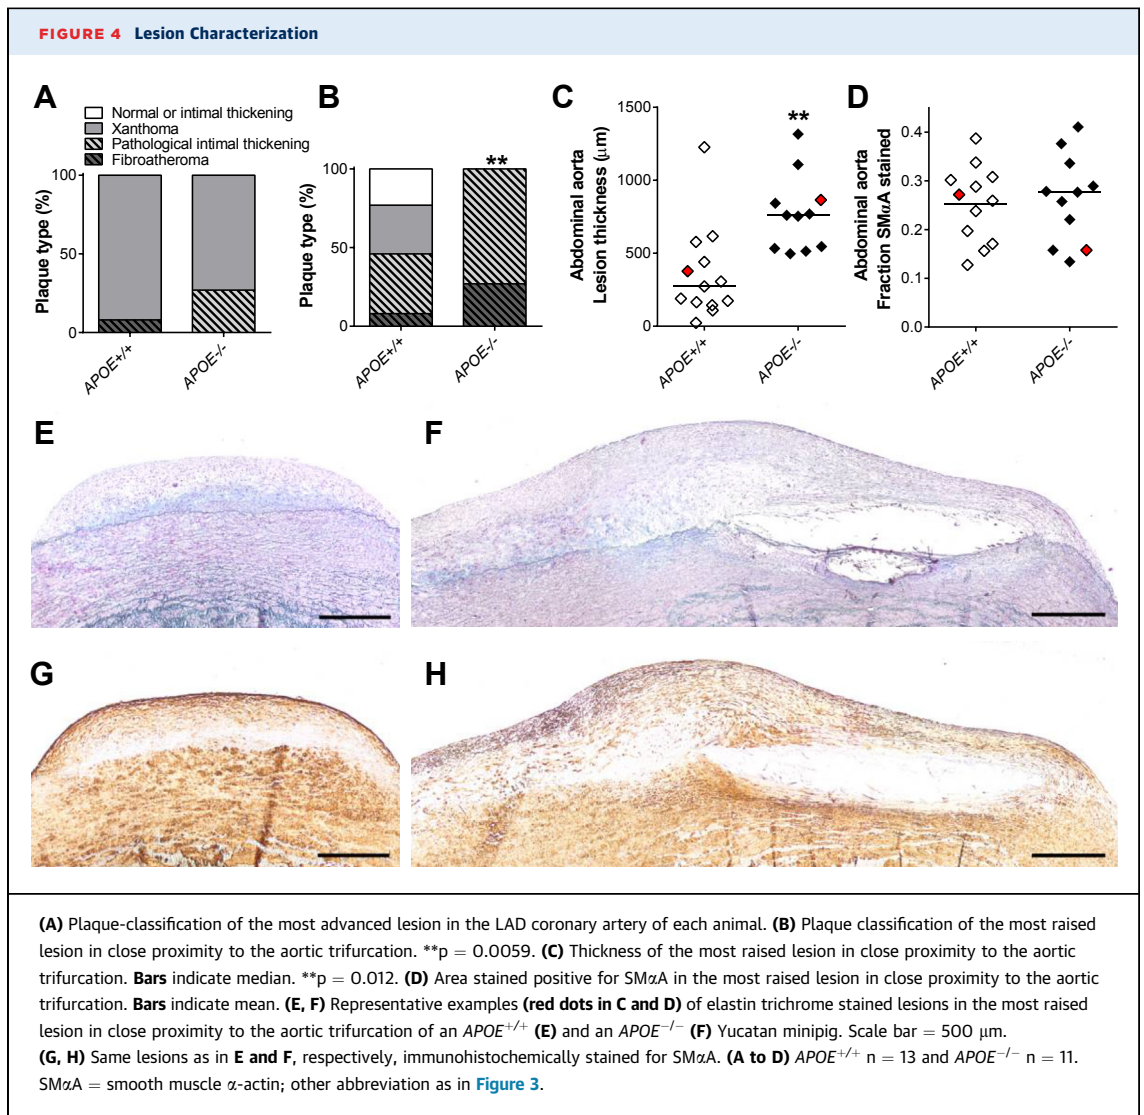 FIGURE 4 Lesion Characterization
A
Normal or intimal thickening
Xanthoma
Pathological intimal thickening
Fibroatheroma
Plaque type (%)
100
50
0
APOE+/+
APOE-/-
B
**
Plaque type (%)
100
50
0
APOE+/+
APOE-/-
C
**
Abdominal aorta
Lesion thickness (μm)
1500
1000
500
0
APOE+/+
APOE-/-
D
Abdominal aorta
Fraction SMαA stained
0.4
0.3
0.2
0.1
0.0
APOE+/+
APOE-/-
E
F
G
H
(A) Plaque-classification of the most advanced lesion in the LAD coronary artery of each animal. (B) Plaque classification of the most raised
lesion in close proximity to the aortic trifurcation. **p = 0.0059. (C) Thickness of the most raised lesion in close proximity to the aortic
trifurcation. Bars indicate median. **p = 0.012. (D) Area stained positive for SMαA in the most raised lesion in close proximity to the aortic
trifurcation. Bars indicate mean. (E, F) Representative examples (red dots in C and D) of elastin trichrome stained lesions in the most raised
lesion in close proximity to the aortic trifurcation of an APOE+/+ (E) and an APOE−/− (F) Yucatan minipig. Scale bar = 500 μm.
(G, H) Same lesions as in E and F, respectively, immunohistochemically stained for SMαA. (A to D) APOE+/+ n = 13 and APOE−/− n = 11.
SMαA = smooth muscle α-actin; other abbreviation as in Figure 3.